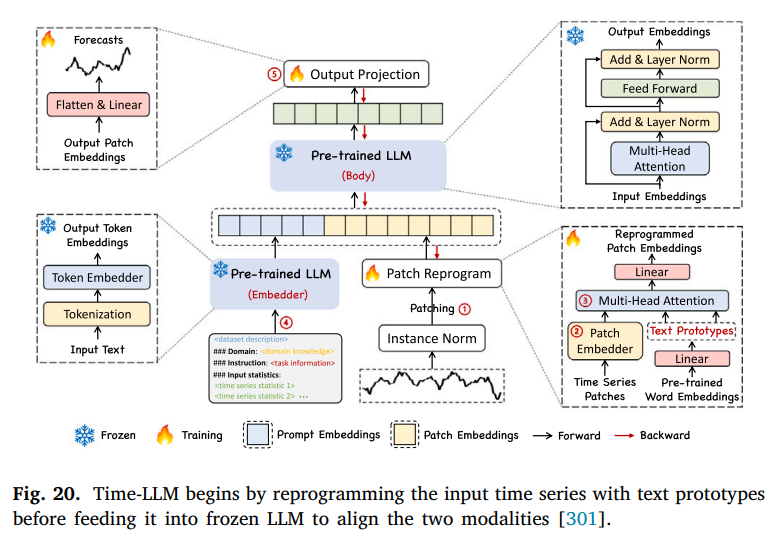 Forecasts
Flatten & Linear
Output Patch
Embeddings
⑤ Output Projection
Pre-trained LLM
(Body)
Output Embeddings
Add & Layer Norm
Feed Forward
Add & Layer Norm
Multi-Head
Attention
Input Embeddings
Output Token
Embeddings
Token Embedder
Tokenization
Input Text
Pre-trained LLM
(Embedder)
④
<dataset description>
### Domain: <domain knowledge>
### Instruction: <task information>
### Input statistics:
<time series statistic 1>
<time series statistic 2> •••
Patch Reprogram
Patching ①
Instance Norm
Reprogrammed
Patch Embeddings
Linear
③ Multi-Head Attention
② Patch
Embedder
Text Prototypes
Linear
Time Series
Patches
Pre-trained
Word Embeddings
Frozen
Training
Prompt Embeddings
Patch Embeddings
Forward
Backward
Fig. 20. Time-LLM begins by reprogramming the input time series with text prototypes
before feeding it into frozen LLM to align the two modalities [301].